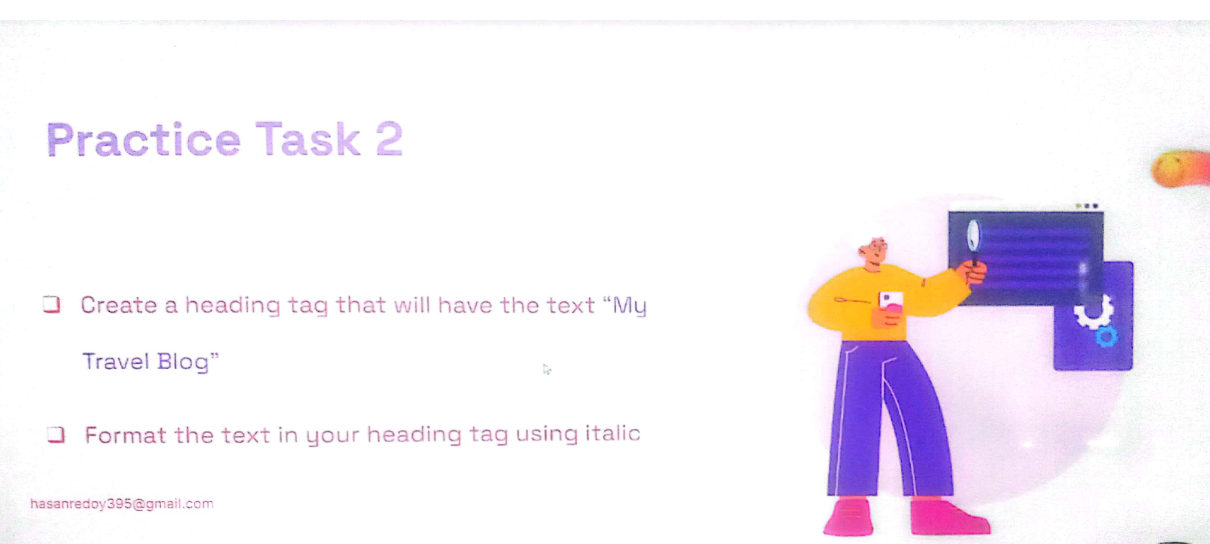 Practice Task 2
Create a heading tag that will have the text “My
Travel Blog”
Format the text in your heading tag using italic
hasanredoy395@gmail.com